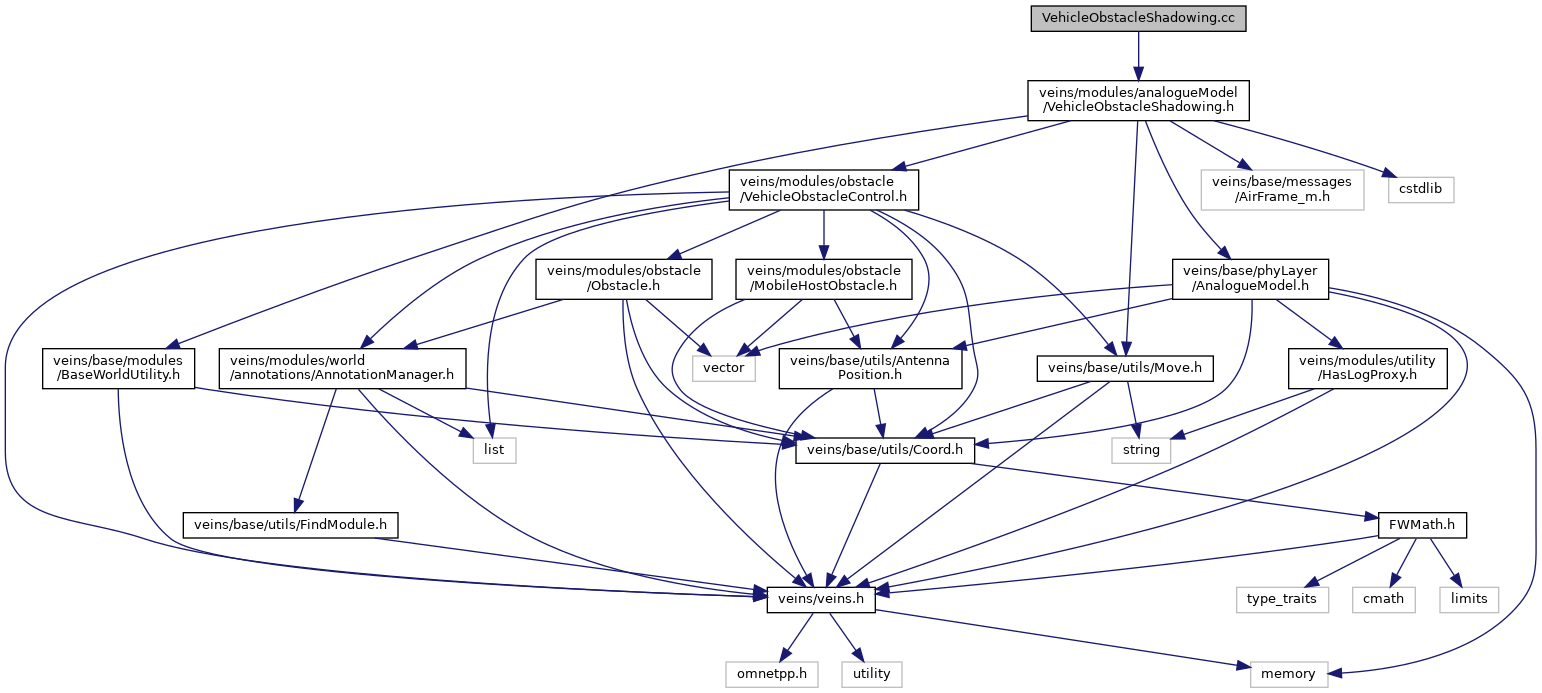 VehicleObstacleShadowing.cc
veins/modules/analogueModel
/VehicleObstacleShadowing.h
veins/modules/obstacle
/VehicleObstacleControl.h
veins/base/messages
/AirFrame_m.h
cstdlib
veins/modules/obstacle
/Obstacle.h
veins/modules/obstacle
/MobileHostObstacle.h
veins/base/phyLayer
/AnalogueModel.h
veins/base/modules
/BaseWorldUtility.h
veins/modules/world
/annotations/AnnotationManager.h
vector
veins/base/utils/Antenna
Position.h
veins/base/utils/Move.h
veins/modules/utility
/HasLogProxy.h
list
veins/base/utils/Coord.h
string
veins/base/utils/FindModule.h
FWMath.h
veins/veins.h
type_traits
cmath
limits
omnetpp.h
utility
memory